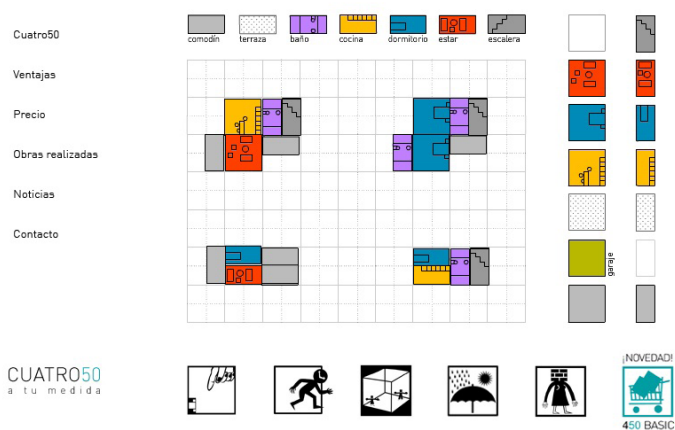 Cuatro50
Ventajas
Precio
Obras realizadas
Noticias
Contacto
comodín terraza baño cocina dormitorio estar escalera
garaje
CUATRO50
a tu medida
¡NOVEDAD!
450 BASIC